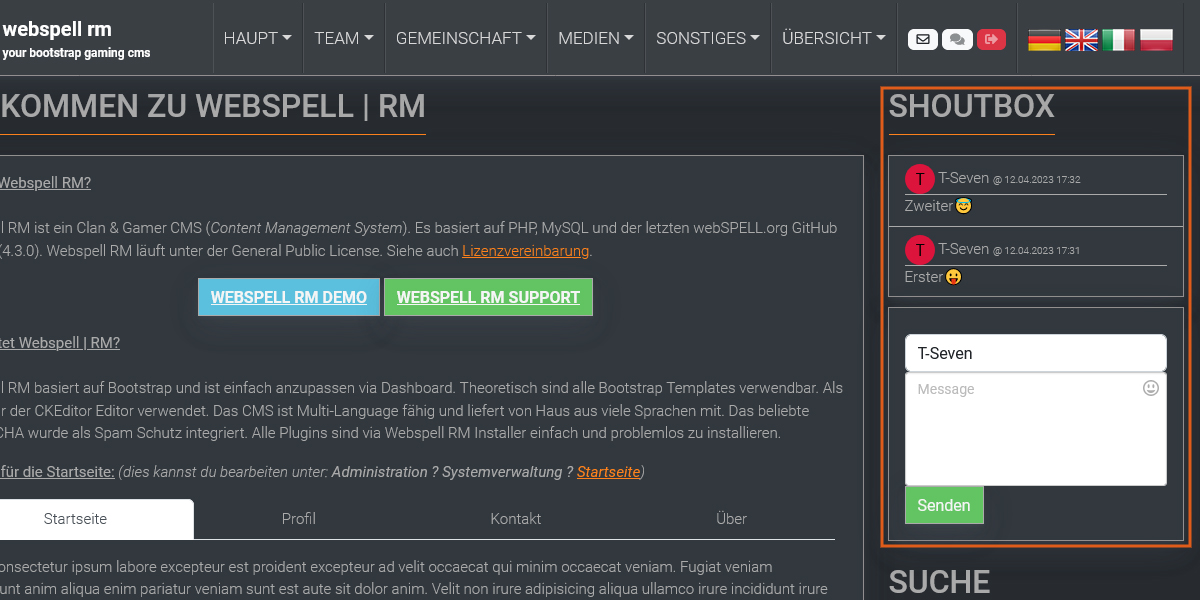 webspell rm
your bootstrap gaming cms
HAUPT
TEAM
GEMEINSCHAFT
MEDIEN
SONSTIGES
ÜBERSICHT
KOMMEN ZU WEBSPELL | RM
Webspell RM?
l RM ist ein Clan & Gamer CMS (Content Management System). Es basiert auf PHP, MySQL und der letzten webSPELL.org GitHub
(4.3.0). Webspell RM läuft unter der General Public License. Siehe auch Lizenzvereinbarung.
WEBSPELL RM DEMO
WEBSPELL RM SUPPORT
tet Webspell | RM?
l RM basiert auf Bootstrap und ist einfach anzupassen via Dashboard. Theoretisch sind alle Bootstrap Templates verwendbar. Als
r der CKEditor Editor verwendet. Das CMS ist Multi-Language fähig und liefert von Haus aus viele Sprachen mit. Das beliebte
CHA wurde als Spam Schutz integriert. Alle Plugins sind via Webspell RM Installer einfach und problemlos zu installieren.
für die Startseite: (dies kannst du bearbeiten unter: Administration ? Systemverwaltung ? Startseite)
Startseite
Profil
Kontakt
Über
onsectetur ipsum labore excepteur est proident excepteur ad velit occaecat qui minim occaecat veniam. Fugiat veniam
unt anim aliqua enim pariatur veniam sunt est aute sit dolor anim. Velit non irure adipisicing aliqua ullamco irure incididunt irure
SHOUTBOX
T T-Seven @ 12.04.2023 17:32
Zweiter😇
T T-Seven @ 12.04.2023 17:31
Erster😛
T-Seven
Message
Senden
SUCHE